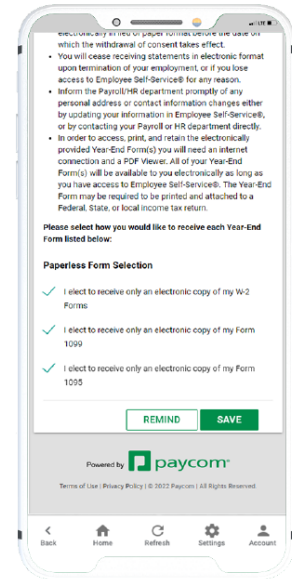 LTE
electronically filed or paper format before the date on
which the withdrawal of consent takes effect.
• You will cease receiving statements in electronic format
upon termination of your employment, or if you lose
access to Employee Self-Service® for any reason.
• Inform the Payroll/HR department promptly of any
personal address or contact information changes either
by updating your information in Employee Self-Service®,
or by contacting your Payroll or HR department directly.
• In order to access, print, and retain the electronically
provided Year-End Form(s) you will need an internet
connection and a PDF Viewer. All of your Year-End
Form(s) will be available to you electronically as long as
you have access to Employee Self-Service®. The Year-End
Form may be required to be printed and attached to a
Federal, State, or local income tax return.
Please select how you would like to receive each Year-End
Form listed below:
Paperless Form Selection
I elect to receive only an electronic copy of my W-2
Forms
I elect to receive only an electronic copy of my Form
1099
I elect to receive only an electronic copy of my Form
1095
REMIND SAVE
Powered by paycom®
Terms of Use | Privacy Policy | © 2022 Paycom | All Rights Reserved
Back Home Refresh Settings Account